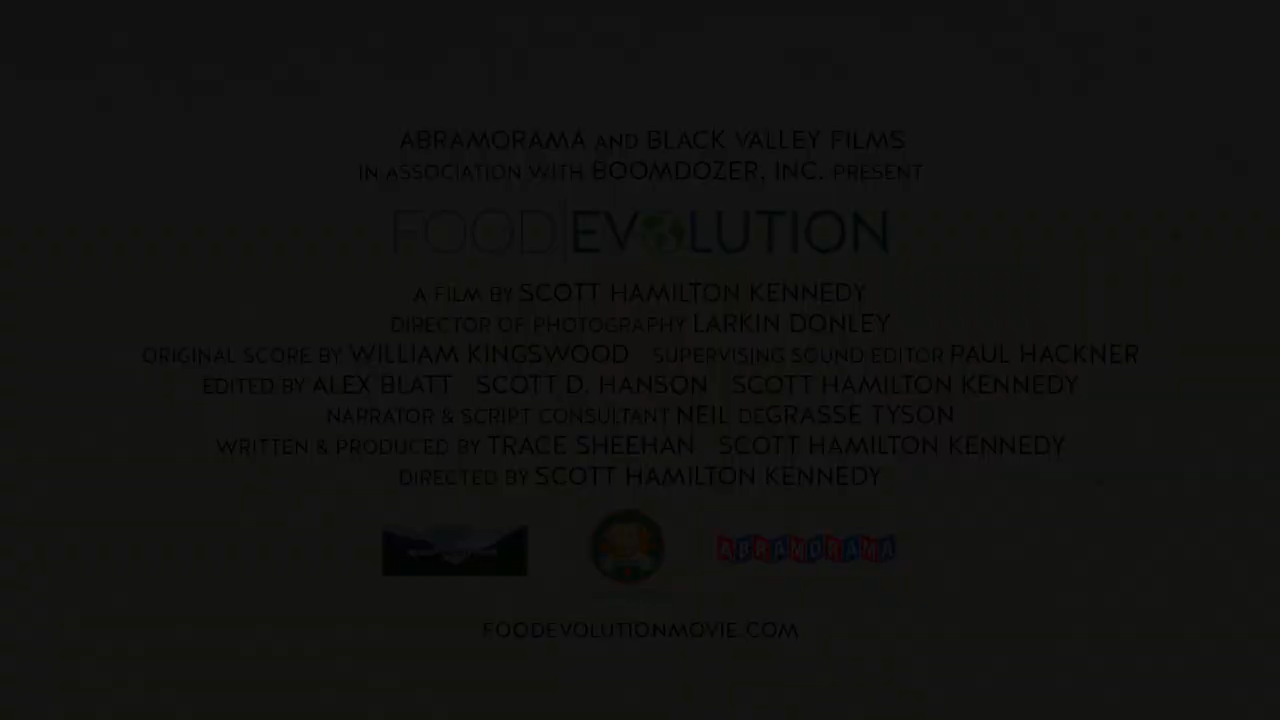 ABRAMORAMA AND BLACK VALLEY FILMS
IN ASSOCIATION WITH BOOMDOZER, INC. PRESENT
FOOD|EVOLUTION
A FILM BY SCOTT HAMILTON KENNEDY
DIRECTOR OF PHOTOGRAPHY LARKIN DONLEY
ORIGINAL SCORE BY WILLIAM KINGSWOOD SUPERVISING SOUND EDITOR PAUL HACKNER
EDITED BY ALEX BLATT SCOTT D. HANSON SCOTT HAMILTON KENNEDY
NARRATOR & SCRIPT CONSULTANT NEIL DEGRASSE TYSON
WRITTEN & PRODUCED BY TRACE SHEEHAN SCOTT HAMILTON KENNEDY
DIRECTED BY SCOTT HAMILTON KENNEDY
ABRAMORAMA
FOODEVOLUTIONMOVIE.COM